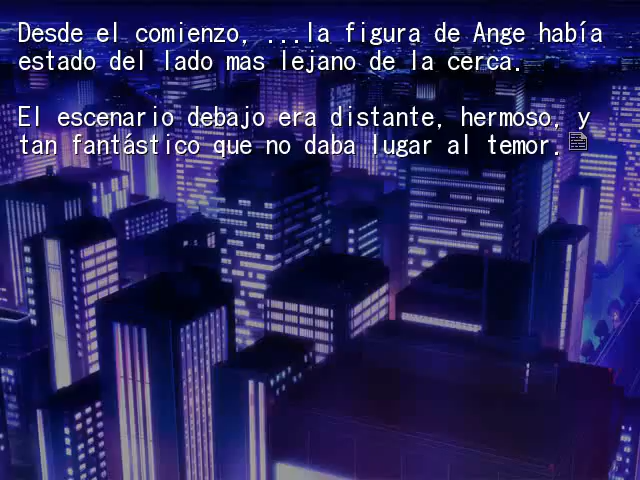 Desde el comienzo, ...la figura de Ange había
estado del lado mas lejano de la cerca.
El escenario debajo era distante, hermoso, y
tan fantástico que no daba lugar al temor.